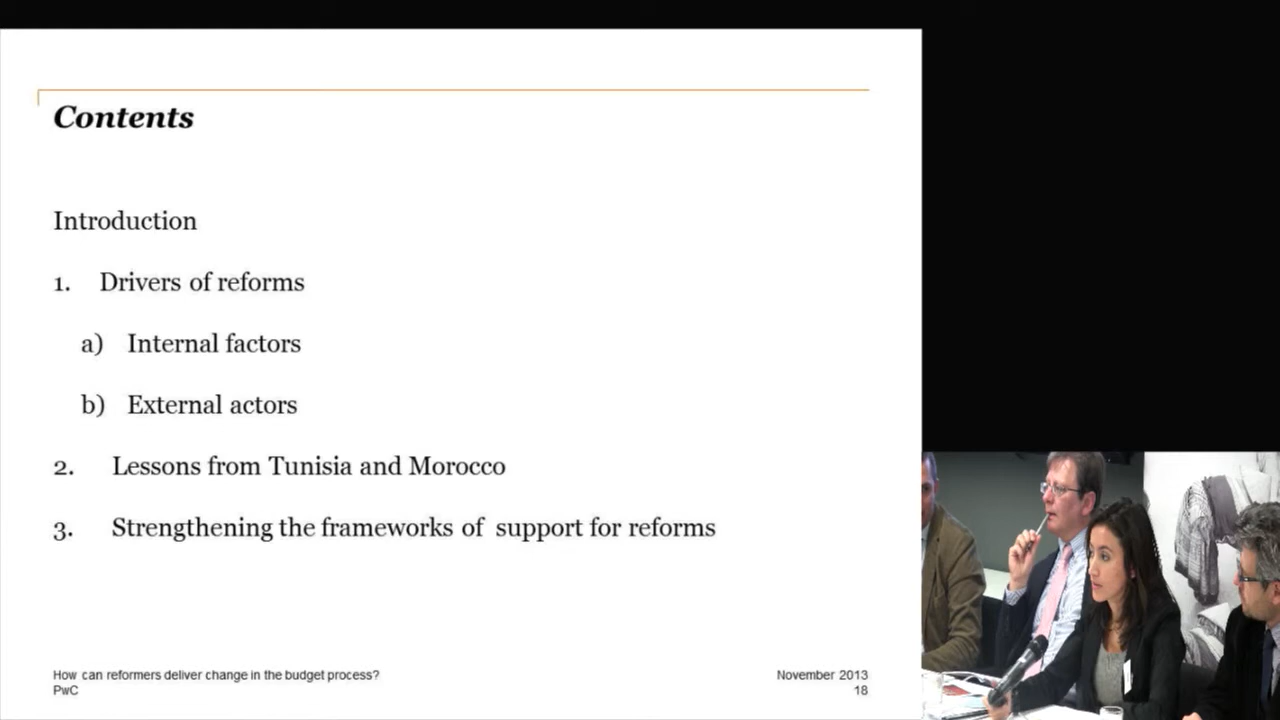 Contents
Introduction
1. Drivers of reforms
a) Internal factors
b) External actors
2. Lessons from Tunisia and Morocco
3. Strengthening the frameworks of support for reforms
How can reformers deliver change in the budget process?
PwC
November 2013
18